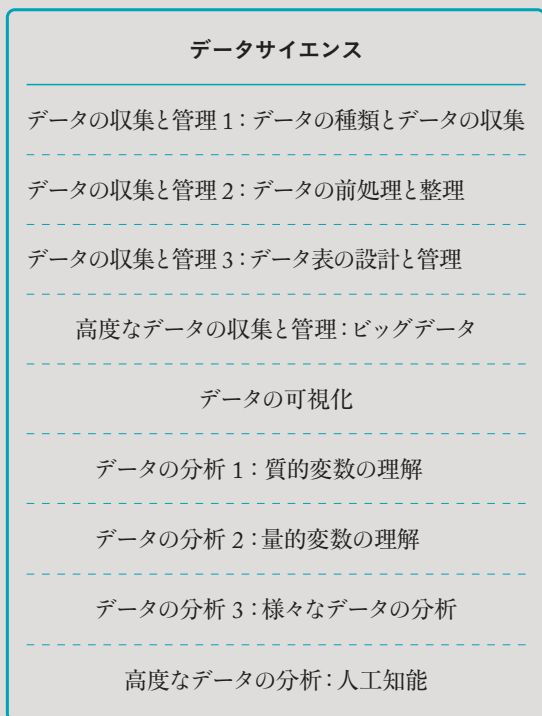 データサイエンス
データの収集と管理 1：データの種類とデータの収集
データの収集と管理 2：データの前処理と整理
データの収集と管理 3：データ表の設計と管理
高度なデータの収集と管理：ビッグデータ
データの可視化
データの分析 1：質的変数の理解
データの分析 2：量的変数の理解
データの分析 3：様々なデータの分析
高度なデータの分析：人工知能